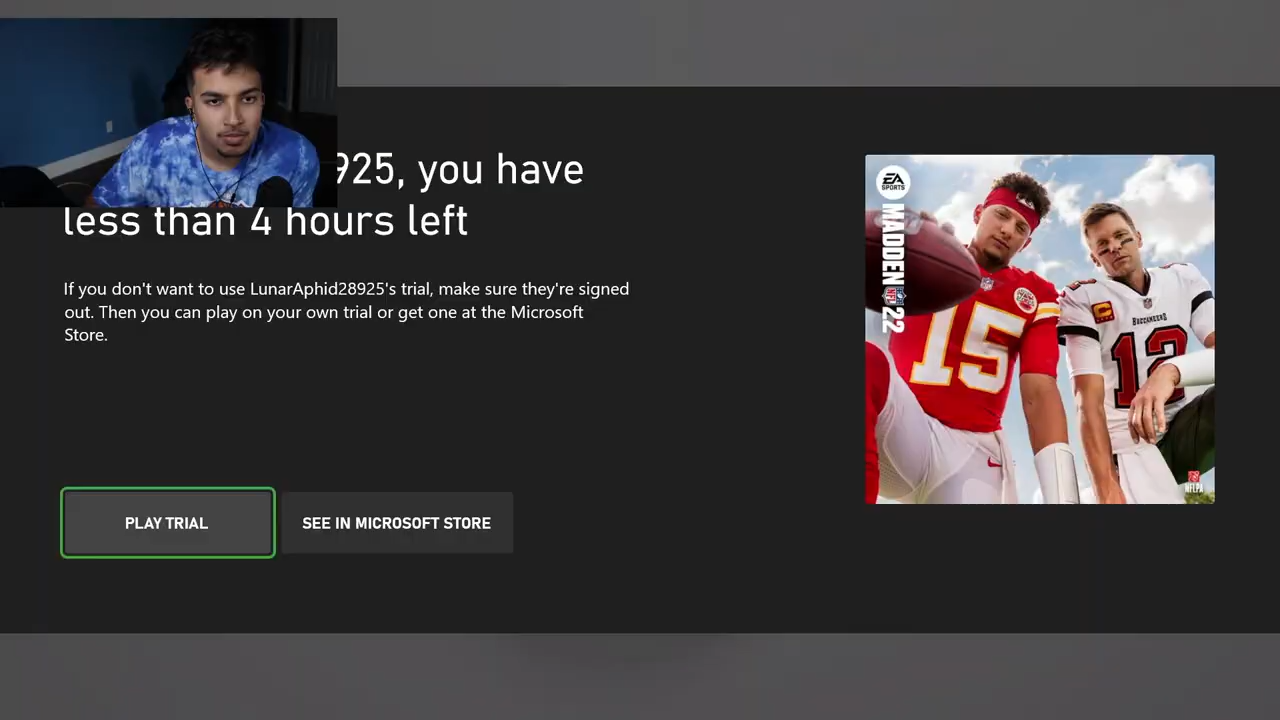 925, you have
less than 4 hours left
If you don't want to use LunarAphid28925's trial, make sure they're signed
out. Then you can play on your own trial or get one at the Microsoft
Store.
PLAY TRIAL
SEE IN MICROSOFT STORE
EA
SPORTS
MADDEN NFL 22
15
C
BUCCANEERS
12
NFLPA